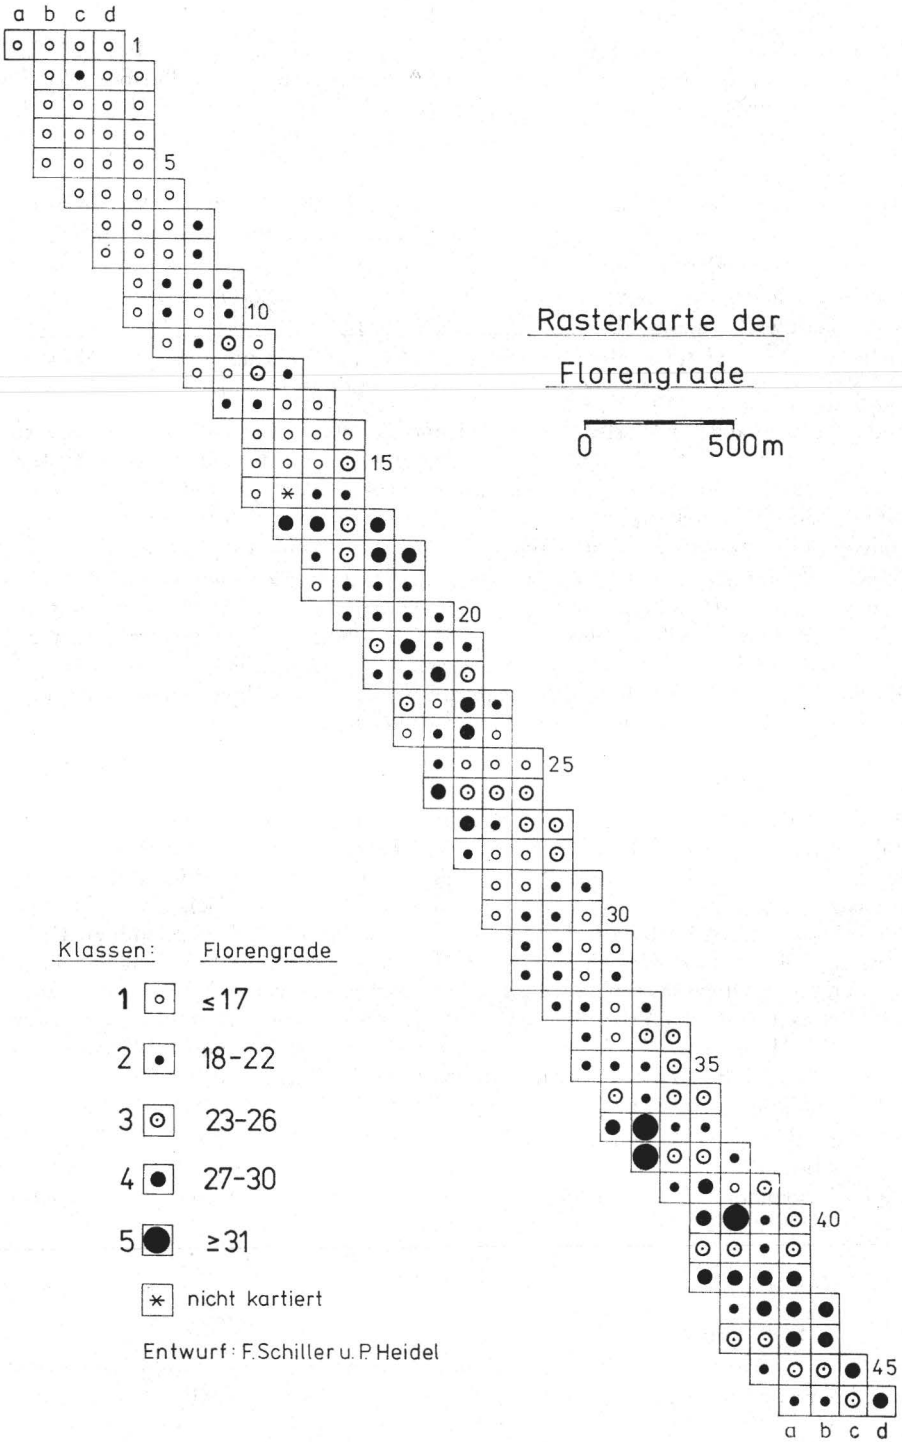 a b c d
1
5
10
Rasterkarte der
Florengrade
0 500m
15
20
25
30
Klassen: Florengrade
1 ≤17
2 18-22
35
3 23-26
4 27-30
40
5 ≥31
nicht kartiert
Entwurf: F. Schiller u. P. Heidel
45
a b c d